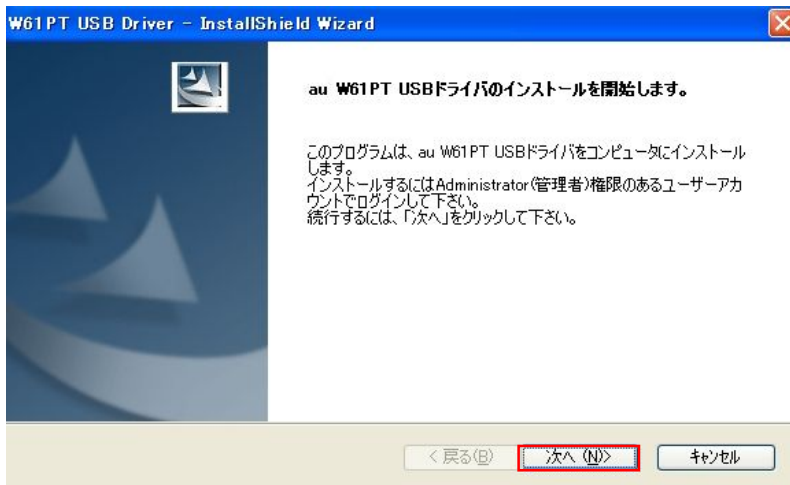 W61PT USB Driver - InstallShield Wizard
au W61PT USBドライバのインストールを開始します。
このプログラムは、au W61PT USBドライバをコンピュータにインストール
します。
インストールするにはAdministrator(管理者)権限のあるユーザーアカ
ウントでログインして下さい。
続行するには、「次へ」をクリックして下さい。
< 戻る(B)
次へ (N)>
キャンセル